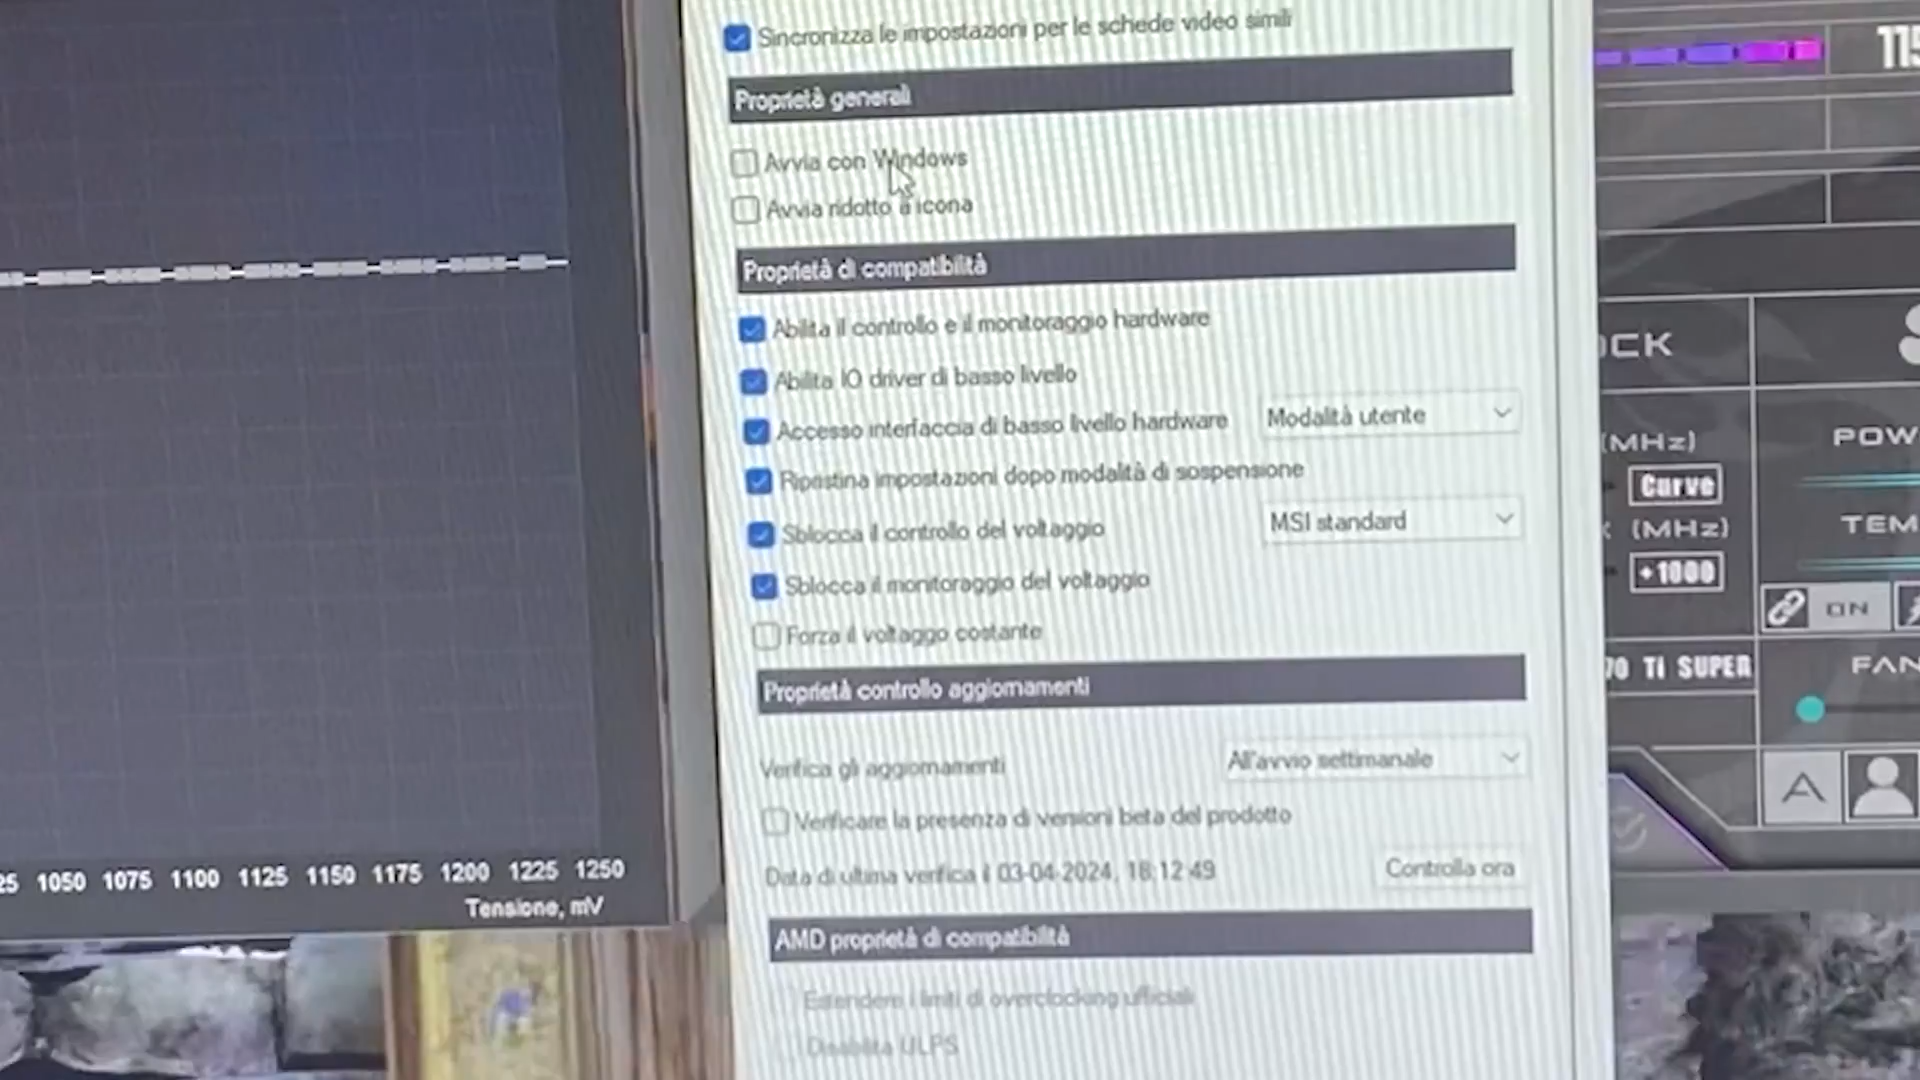 Sincronizza le impostazioni per le schede video simili
115
Proprietà generali
Avvia con Windows
Avvia ridotto a icona
Proprietà di compatibilità
Abilita il controllo e il monitoraggio hardware
Abilita IO driver di basso livello
Accesso interfaccia di basso livello hardware
Modalità utente
Ripristina impostazioni dopo modalità di sospensione
Sblocca il controllo del voltaggio
MSI standard
Sblocca il monitoraggio del voltaggio
Forza il voltaggo costante
Proprietà controllo aggiornamenti
Verifica gli aggiornamenti
All'avvio settimanale
Verificare la presenza di versioni beta del prodotto
Data di ultima verifica il 03-04-2024, 18:12:49
Controlla ora
AMD proprietà di compatibilità
Estendere i limiti di overclocking ufficiali
Disabilita ULPS
25 1050 1075 1100 1125 1150 1175 1200 1225 1250
Tensione, mV
OCK
(MHz)
POW
Curve
(MHz)
TEM
+1000
ON
70 Ti SUPER
FAN
A